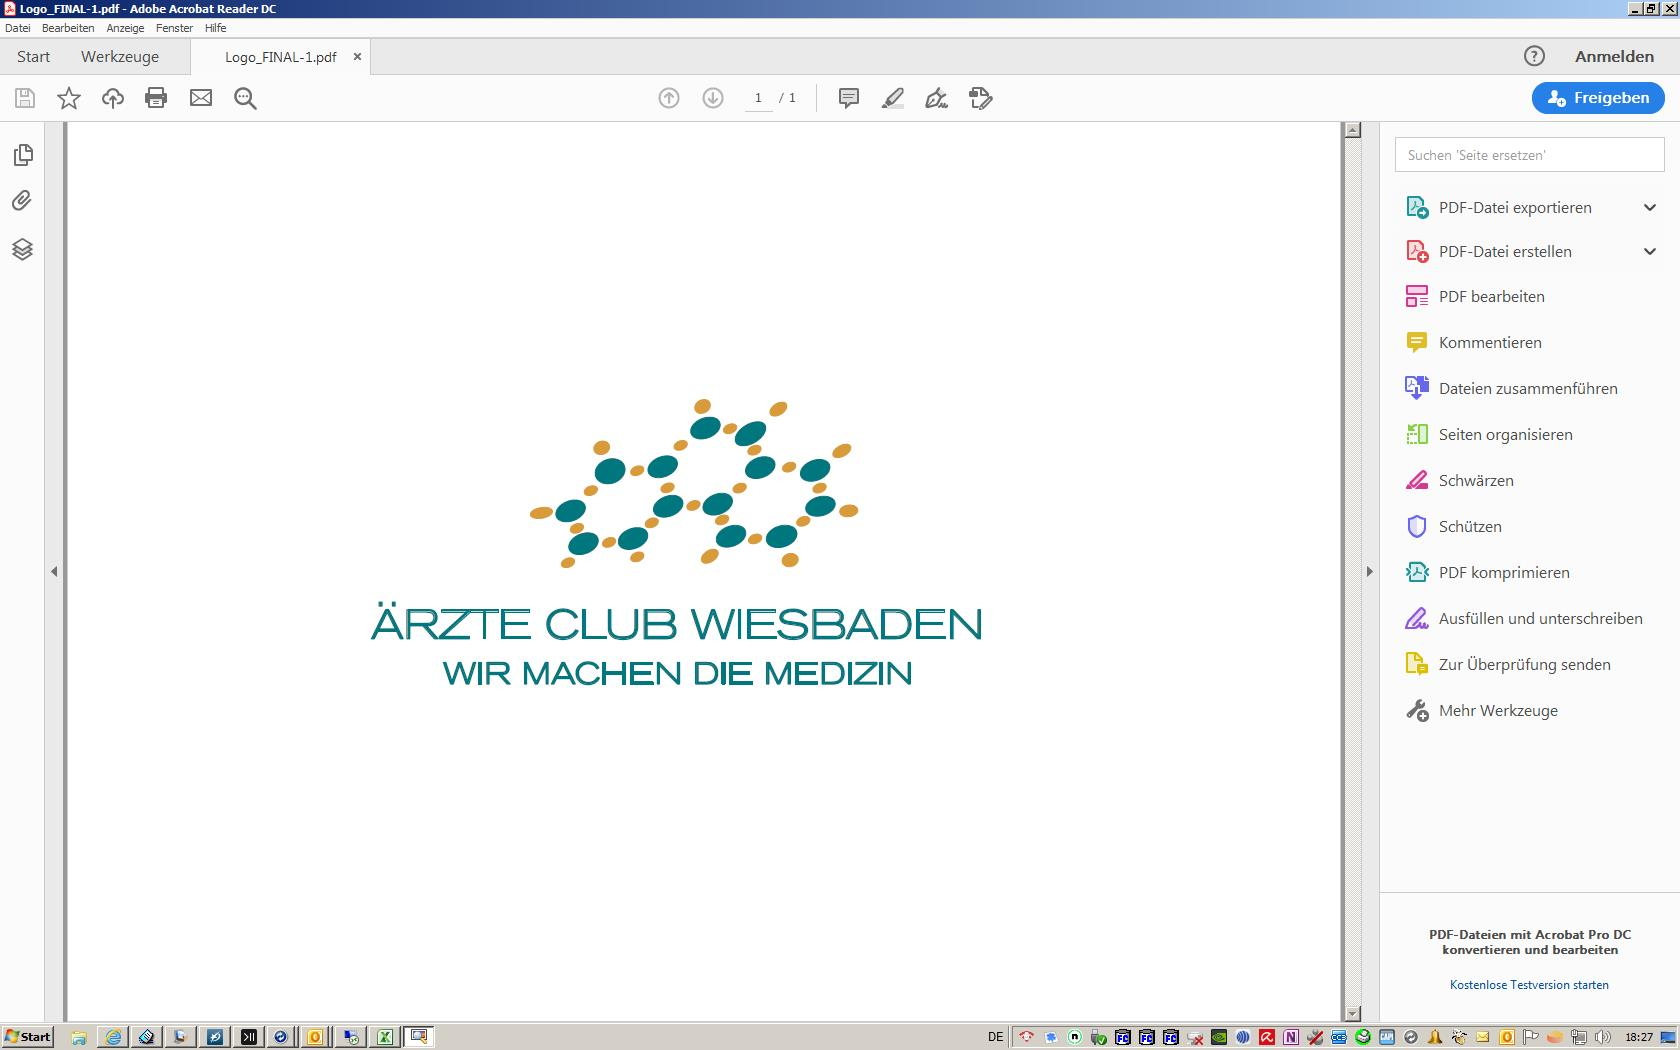 Logo_FINAL-1.pdf - Adobe Acrobat Reader DC
Datei Bearbeiten Anzeige Fenster Hilfe
Start Werkzeuge Logo_FINAL-1.pdf Anmelden
1 / 1 Freigeben
Suchen 'Seite ersetzen'
PDF-Datei exportieren
PDF-Datei erstellen
PDF bearbeiten
Kommentieren
Dateien zusammenführen
Seiten organisieren
Schwärzen
Schützen
PDF komprimieren
Ausfüllen und unterschreiben
Zur Überprüfung senden
Mehr Werkzeuge
ÄRZTE CLUB WIESBADEN
WIR MACHEN DIE MEDIZIN
PDF-Dateien mit Acrobat Pro DC
konvertieren und bearbeiten
Kostenlose Testversion starten
Start DE 18:27